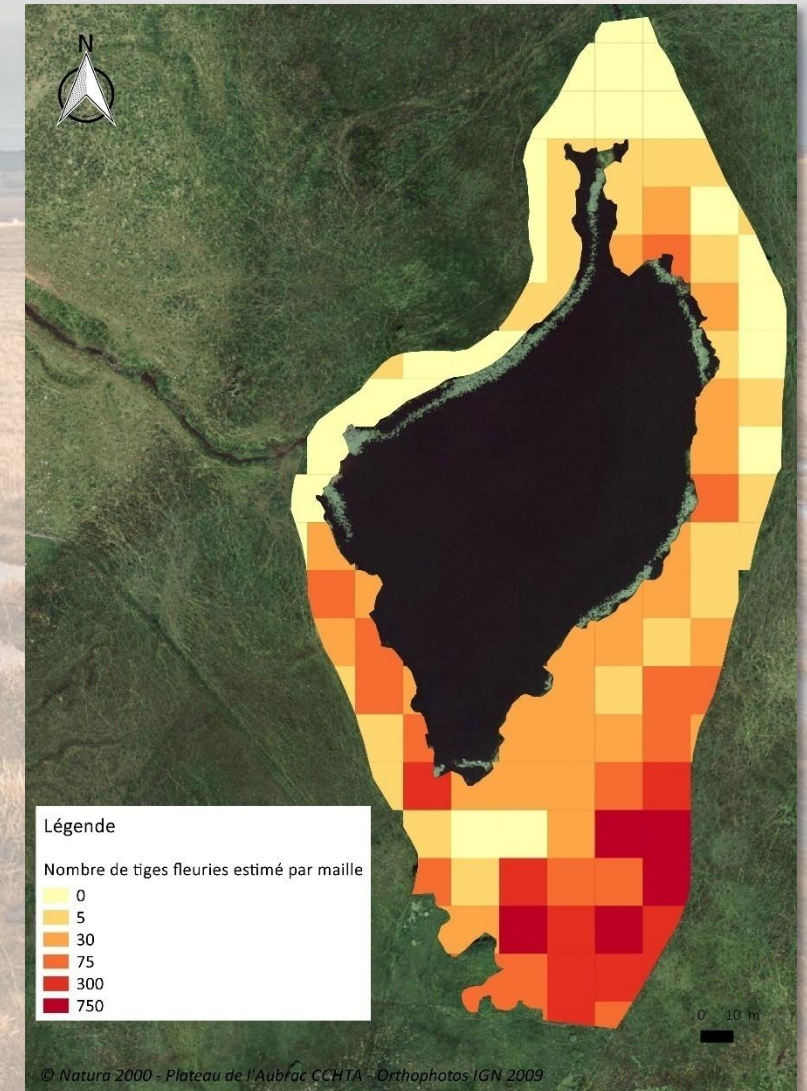 N
Légende
Nombre de tiges fleuries estimé par maille
0
5
30
75
300
750
0 10 m
© Natura 2000 - Plateau de l'Aubrac CCHTA - Orthophotos IGN 2009